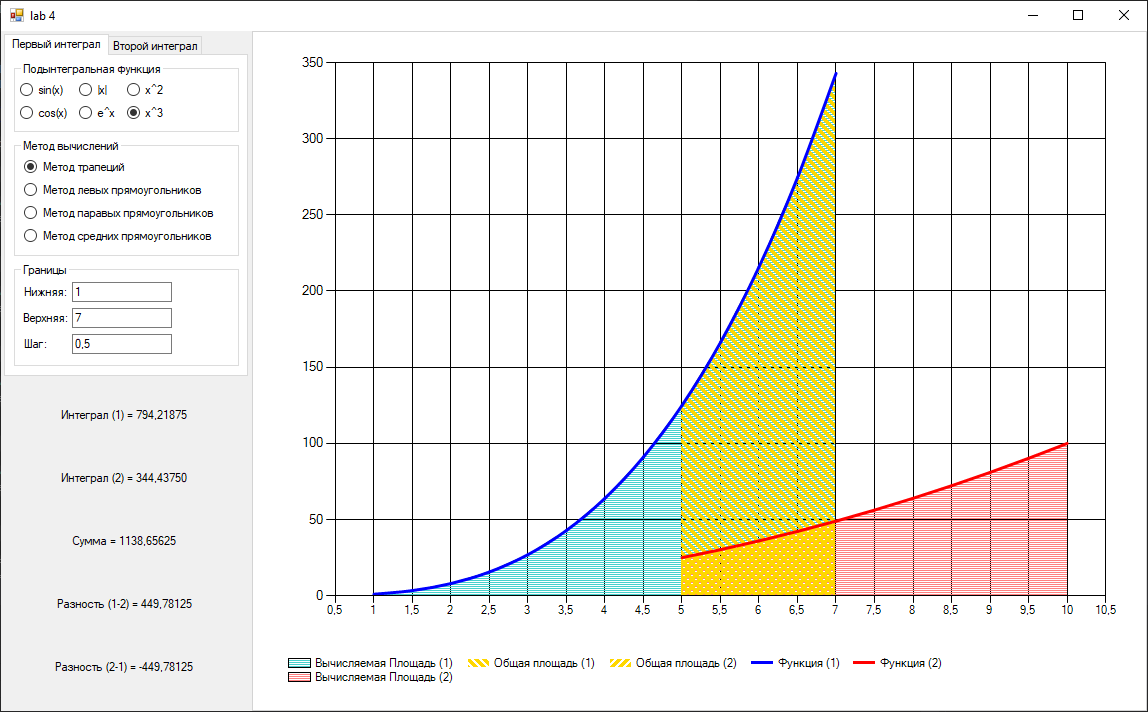 lab 4
Первый интеграл Второй интеграл
Подынтегральная функция
sin(x) |x| x^2
cos(x) e^x x^3
Метод вычислений
Метод трапеций
Метод левых прямоугольников
Метод паравых прямоугольников
Метод средних прямоугольников
Границы
Нижняя: 1
Верхняя: 7
Шаг: 0,5
Интеграл (1) = 794,21875
Интеграл (2) = 344,43750
Сумма = 1138,65625
Разность (1-2) = 449,78125
Разность (2-1) = -449,78125
350
300
250
200
150
100
50
0
0,5 1 1,5 2 2,5 3 3,5 4 4,5 5 5,5 6 6,5 7 7,5 8 8,5 9 9,5 10 10,5
Вычисляемая Площадь (1) Общая площадь (1) Общая площадь (2) Функция (1) Функция (2)
Вычисляемая Площадь (2)